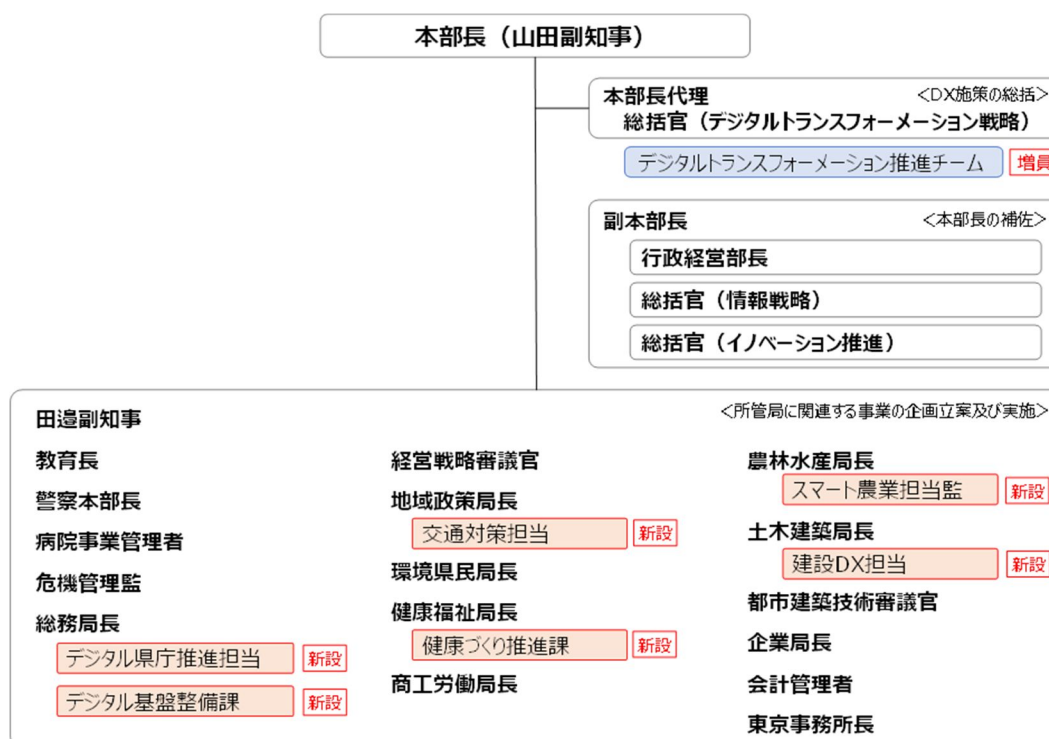 本部長（山田副知事）
本部長代理 <DX施策の総括>
総括官（デジタルトランスフォーメーション戦略）
デジタルトランスフォーメーション推進チーム 増員
副本部長 <本部長の補佐>
行政経営部長
総括官（情報戦略）
総括官（イノベーション推進）
<所管局に関連する事業の企画立案及び実施>
田邉副知事
教育長
警察本部長
病院事業管理者
危機管理監
総務局長
デジタル県庁推進担当 新設
デジタル基盤整備課 新設
経営戦略審議官
地域政策局長
交通対策担当 新設
環境県民局長
健康福祉局長
健康づくり推進課 新設
商工労働局長
農林水産局長
スマート農業担当監 新設
土木建築局長
建設DX担当 新設
都市建築技術審議官
企業局長
会計管理者
東京事務所長